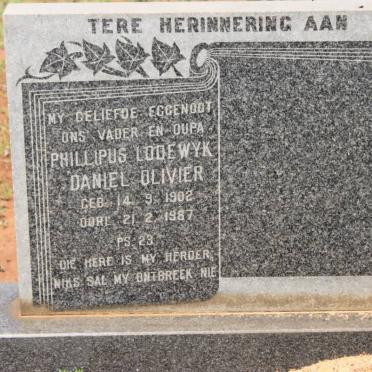 TERE HERINNERING AAN
MY GELIEFDE EGGENOOT
ONS VADER EN OUPA
PHILLIPUS LODEWYK
DANIEL OLIVIER
GEB. 14. 9. 1902
OORL. 21. 2. 1987
PS. 23
DIE HERE IS MY HERDER,
NIKS SAL MY ONTBREEK NIE